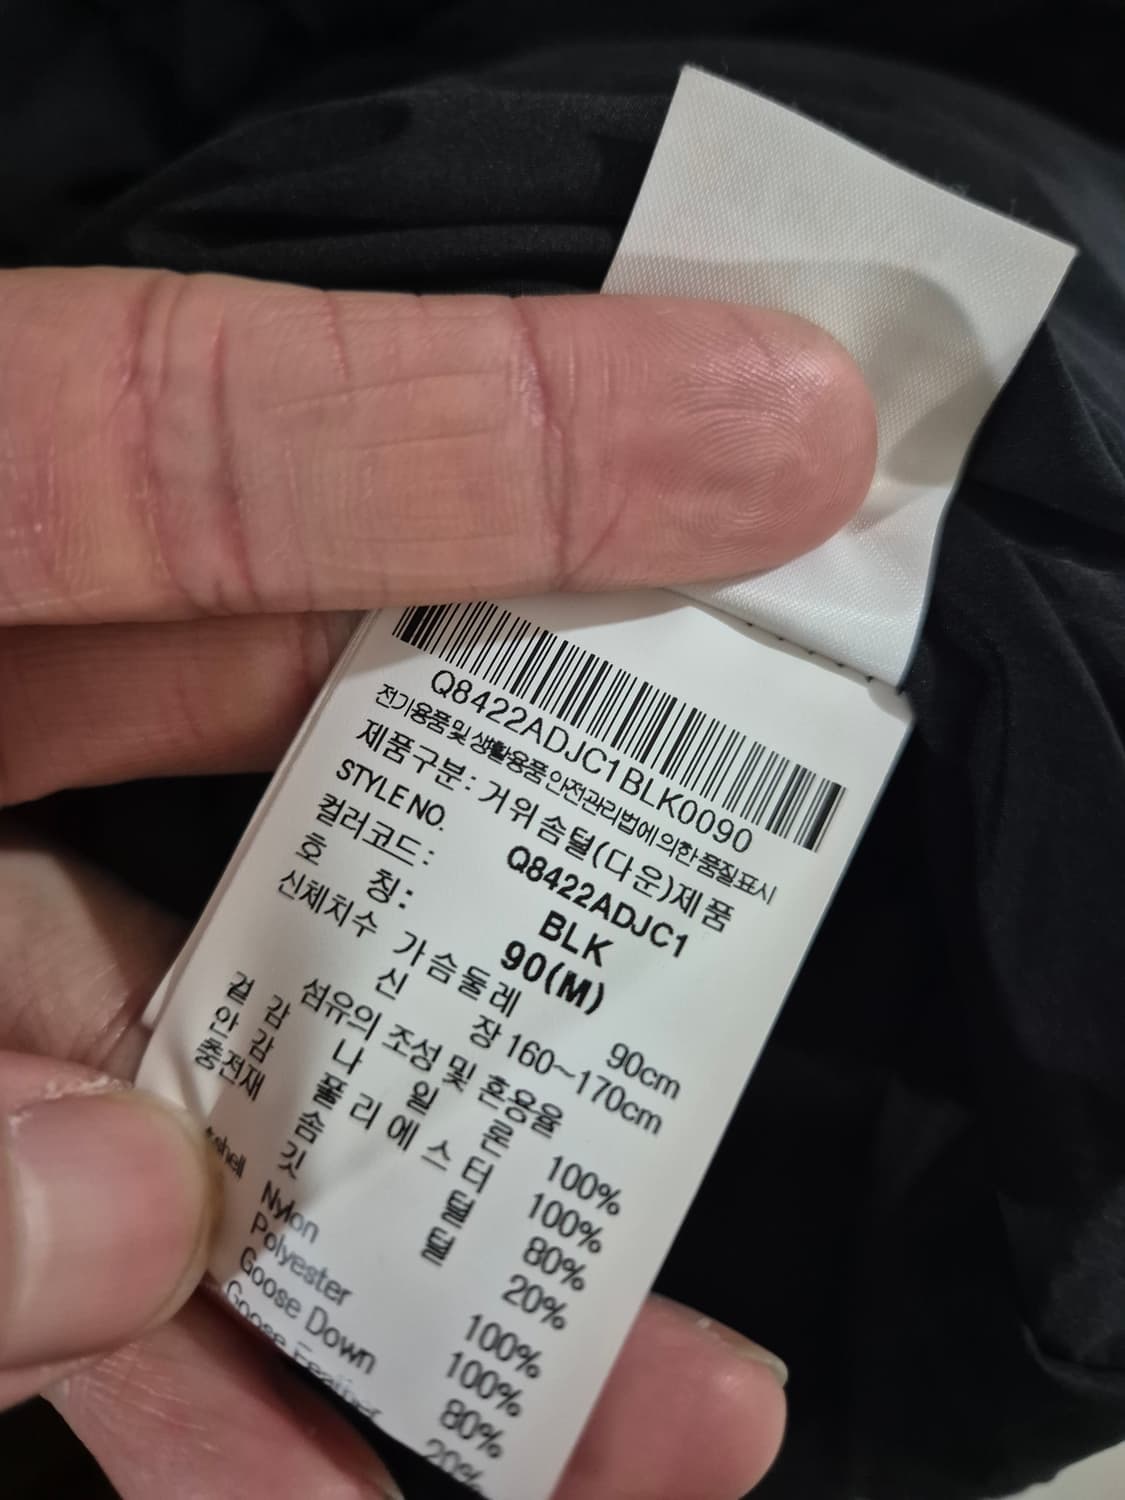 Q8422ADJC1BLK0090
전기용품 및 생활용품 안전관리법에 의한 품질표시
제품구분 : 거위 솜털(다운)제품
STYLE NO. Q8422ADJC1
컬러코드 : BLK
호 칭 : 90(M)
신체치수 가슴둘레 90cm
신 장 160~170cm
섬유의 조성 및 혼용율
겉 감 나 일 론 100%
안 감 폴 리 에 스 터 100%
충전재 솜 털 80%
깃 털 20%
Nylon 100%
Polyester 100%
Goose Down 80%
Goose Feather 20%